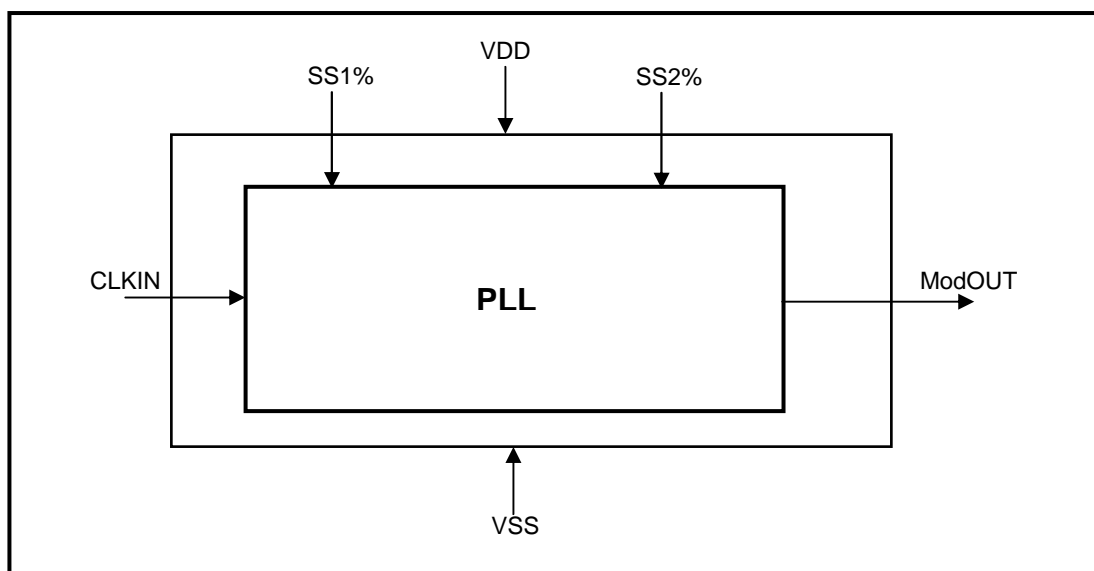 VDD
SS1%
SS2%
CLKIN
PLL
ModOUT
VSS